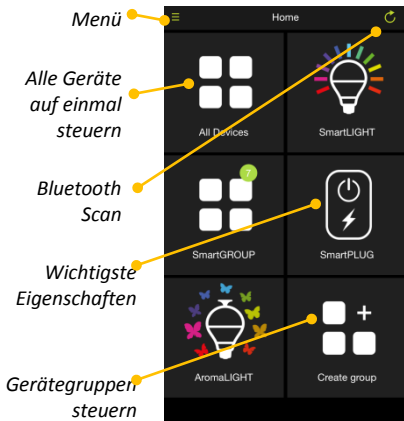 Menü
Alle Geräte
auf einmal
steuern
Bluetooth
Scan
Wichtigste
Eigenschaften
Gerätegruppen
steuern
Home
All Devices
SmartLIGHT
7
SmartGROUP
SmartPLUG
AromaLIGHT
Create group